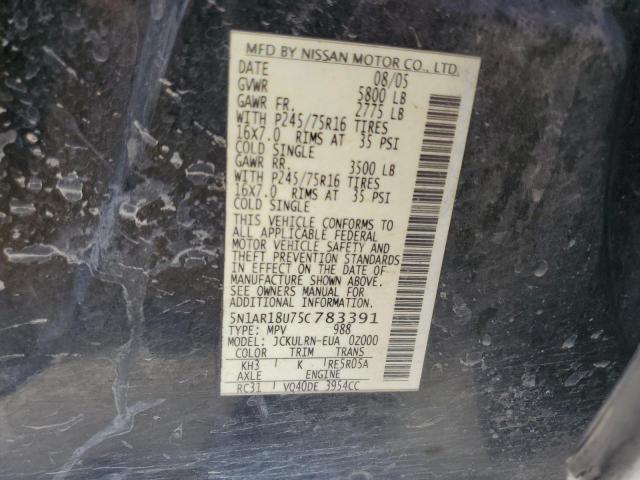 MFD BY NISSAN MOTOR CO., LTD.
DATE 08/05
GVWR 5800 LB
GAWR FR. 2775 LB
WITH P245/75R16 TIRES
16X7.0 RIMS AT 35 PSI
COLD SINGLE
GAWR RR. 3500 LB
WITH P245/75R16 TIRES
16X7.0 RIMS AT 35 PSI
COLD SINGLE
THIS VEHICLE CONFORMS TO
ALL APPLICABLE FEDERAL
MOTOR VEHICLE SAFETY AND
THEFT PREVENTION STANDARDS
IN EFFECT ON THE DATE OF
MANUFACTURE SHOWN ABOVE.
SEE OWNERS MANUAL FOR
ADDITIONAL INFORMATION.
5N1AR18U75C783391
TYPE: MPV 988
MODEL: JCKULRN-EUA 0Z000
COLOR TRIM TRANS
KH3 K RE5R05A
AXLE ENGINE
RC31 VQ40DE 3954CC